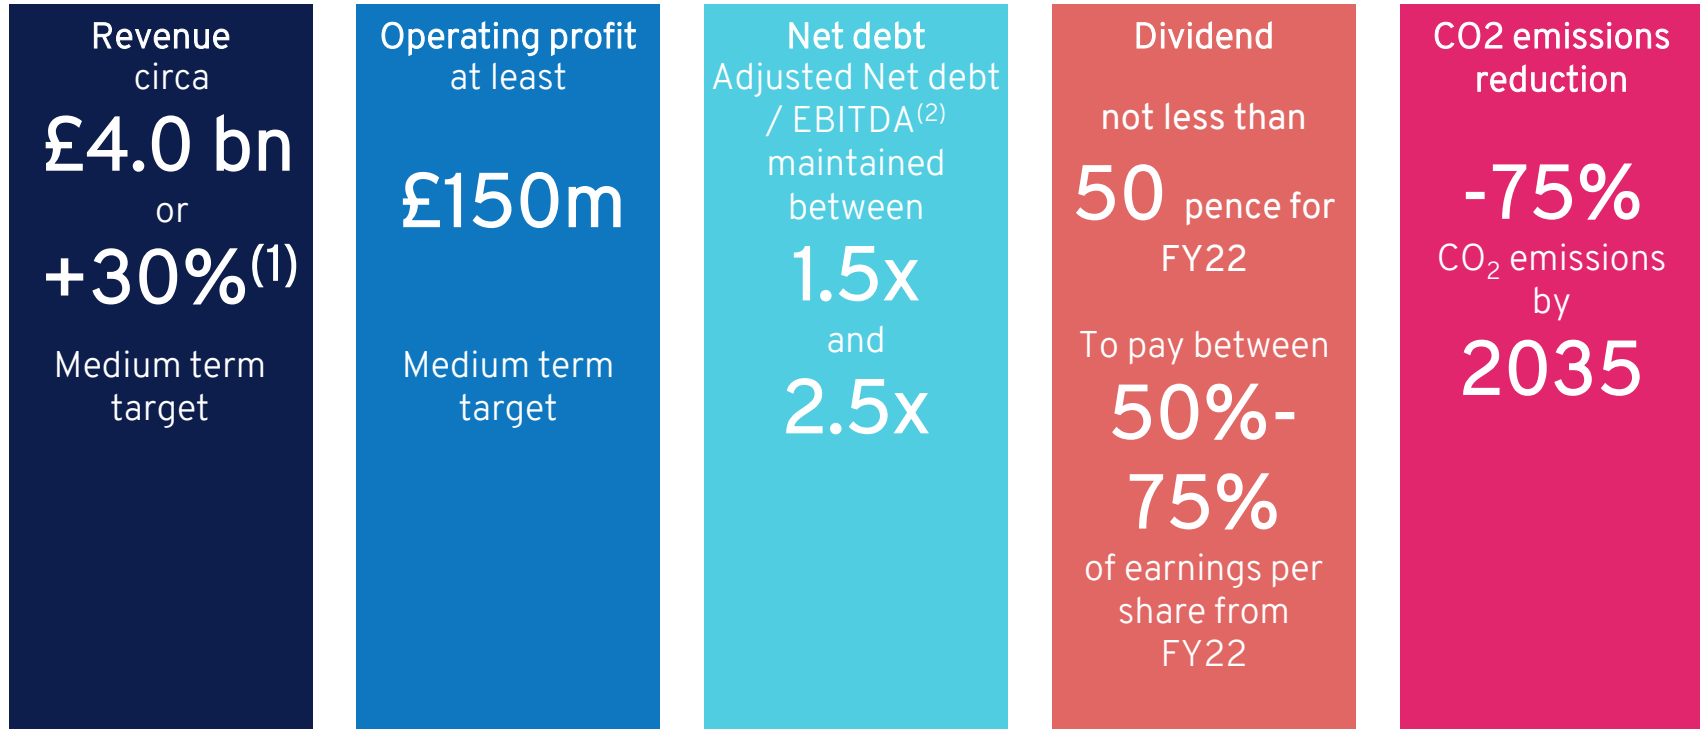 Revenue
circa
£4.0 bn
or
+30%(1)
Medium term
target
Operating profit
at least
£150m
Medium term
target
Net debt
Adjusted Net debt
/ EBITDA(2)
maintained
between
1.5x
and
2.5x
Dividend
not less than
50 pence for
FY22
To pay between
50%-
75%
of earnings per
share from
FY22
CO2 emissions
reduction
-75%
CO₂ emissions
by
2035